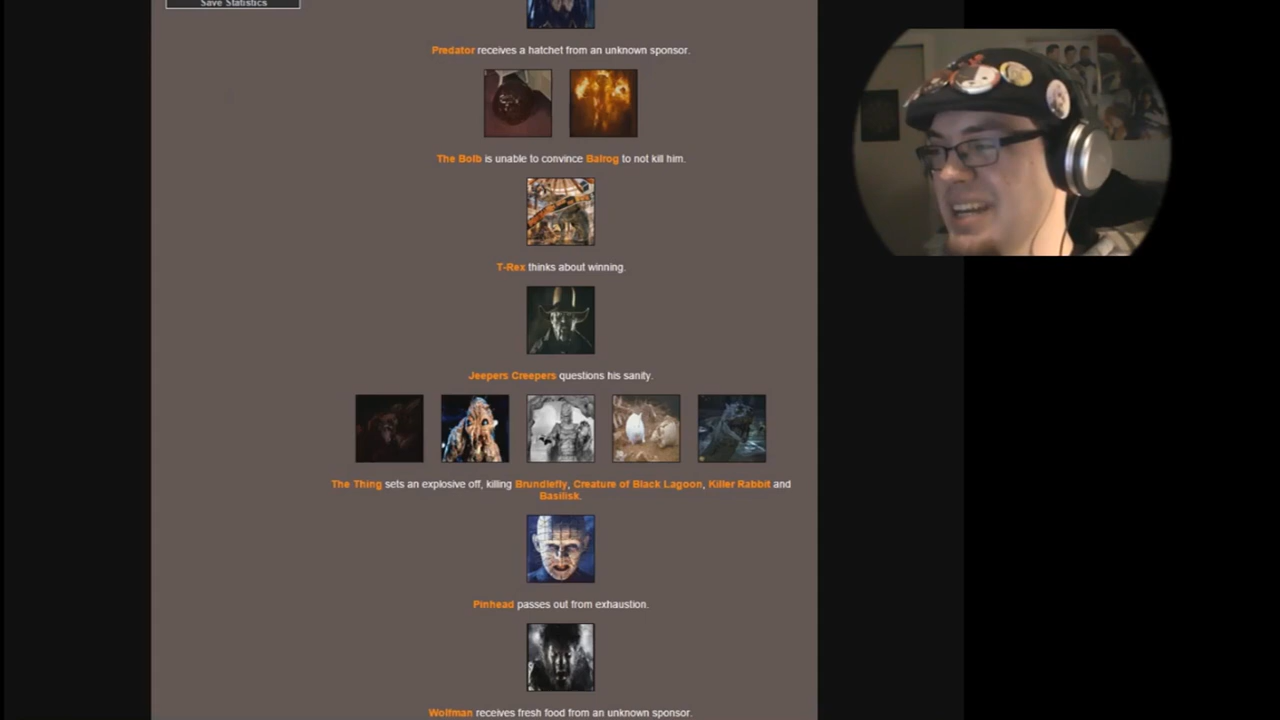 Save Statistics
Predator receives a hatchet from an unknown sponsor.
The Bolb is unable to convince Balrog to not kill him.
T-Rex thinks about winning.
Jeepers Creepers questions his sanity.
The Thing sets an explosive off, killing Brundlefly, Creature of Black Lagoon, Killer Rabbit and
Basilisk.
Pinhead passes out from exhaustion.
Wolfman receives fresh food from an unknown sponsor.